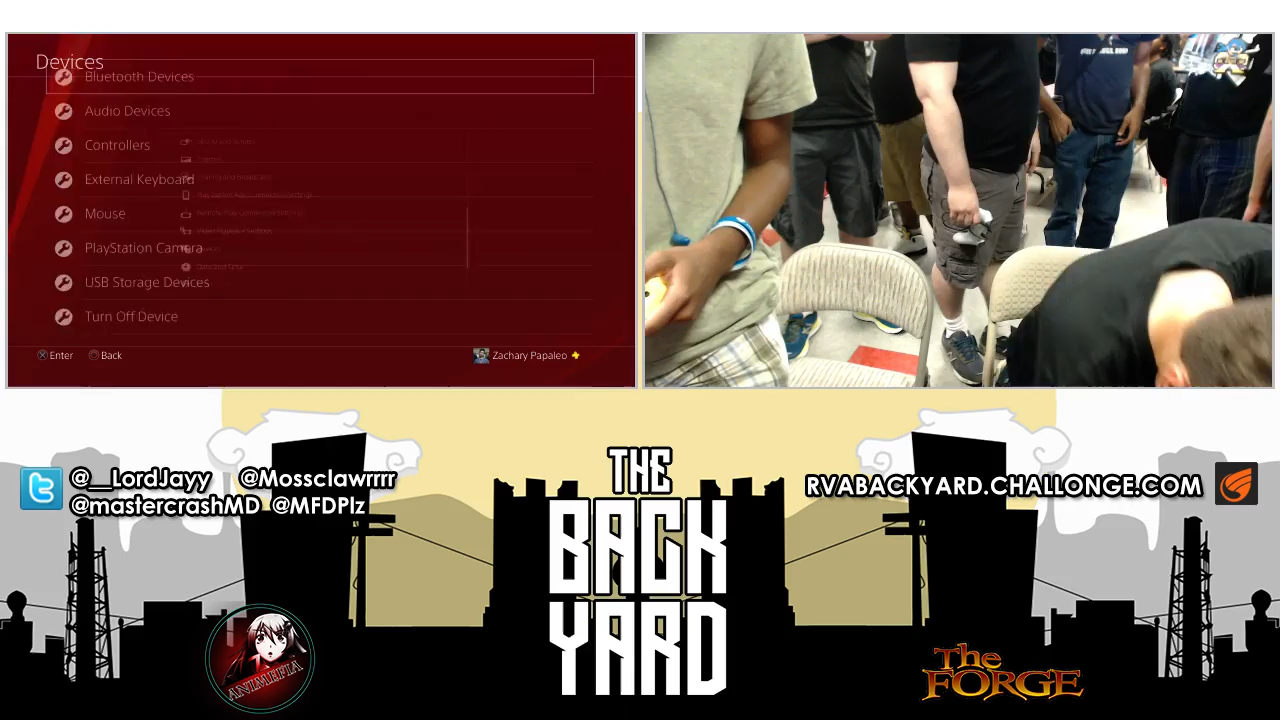 Devices
Bluetooth Devices
Audio Devices
Controllers
External Keyboard
Mouse
PlayStation Camera
USB Storage Devices
Turn Off Device
Enter
Back
Zachary Papaleo
@__LordJayy @Mossclawrrrr
@mastercrashMD @MFDPlz
THE
BACK
YARD
RVABACKYARD.CHALLONGE.COM
ANIMEFIA
The
FORGE